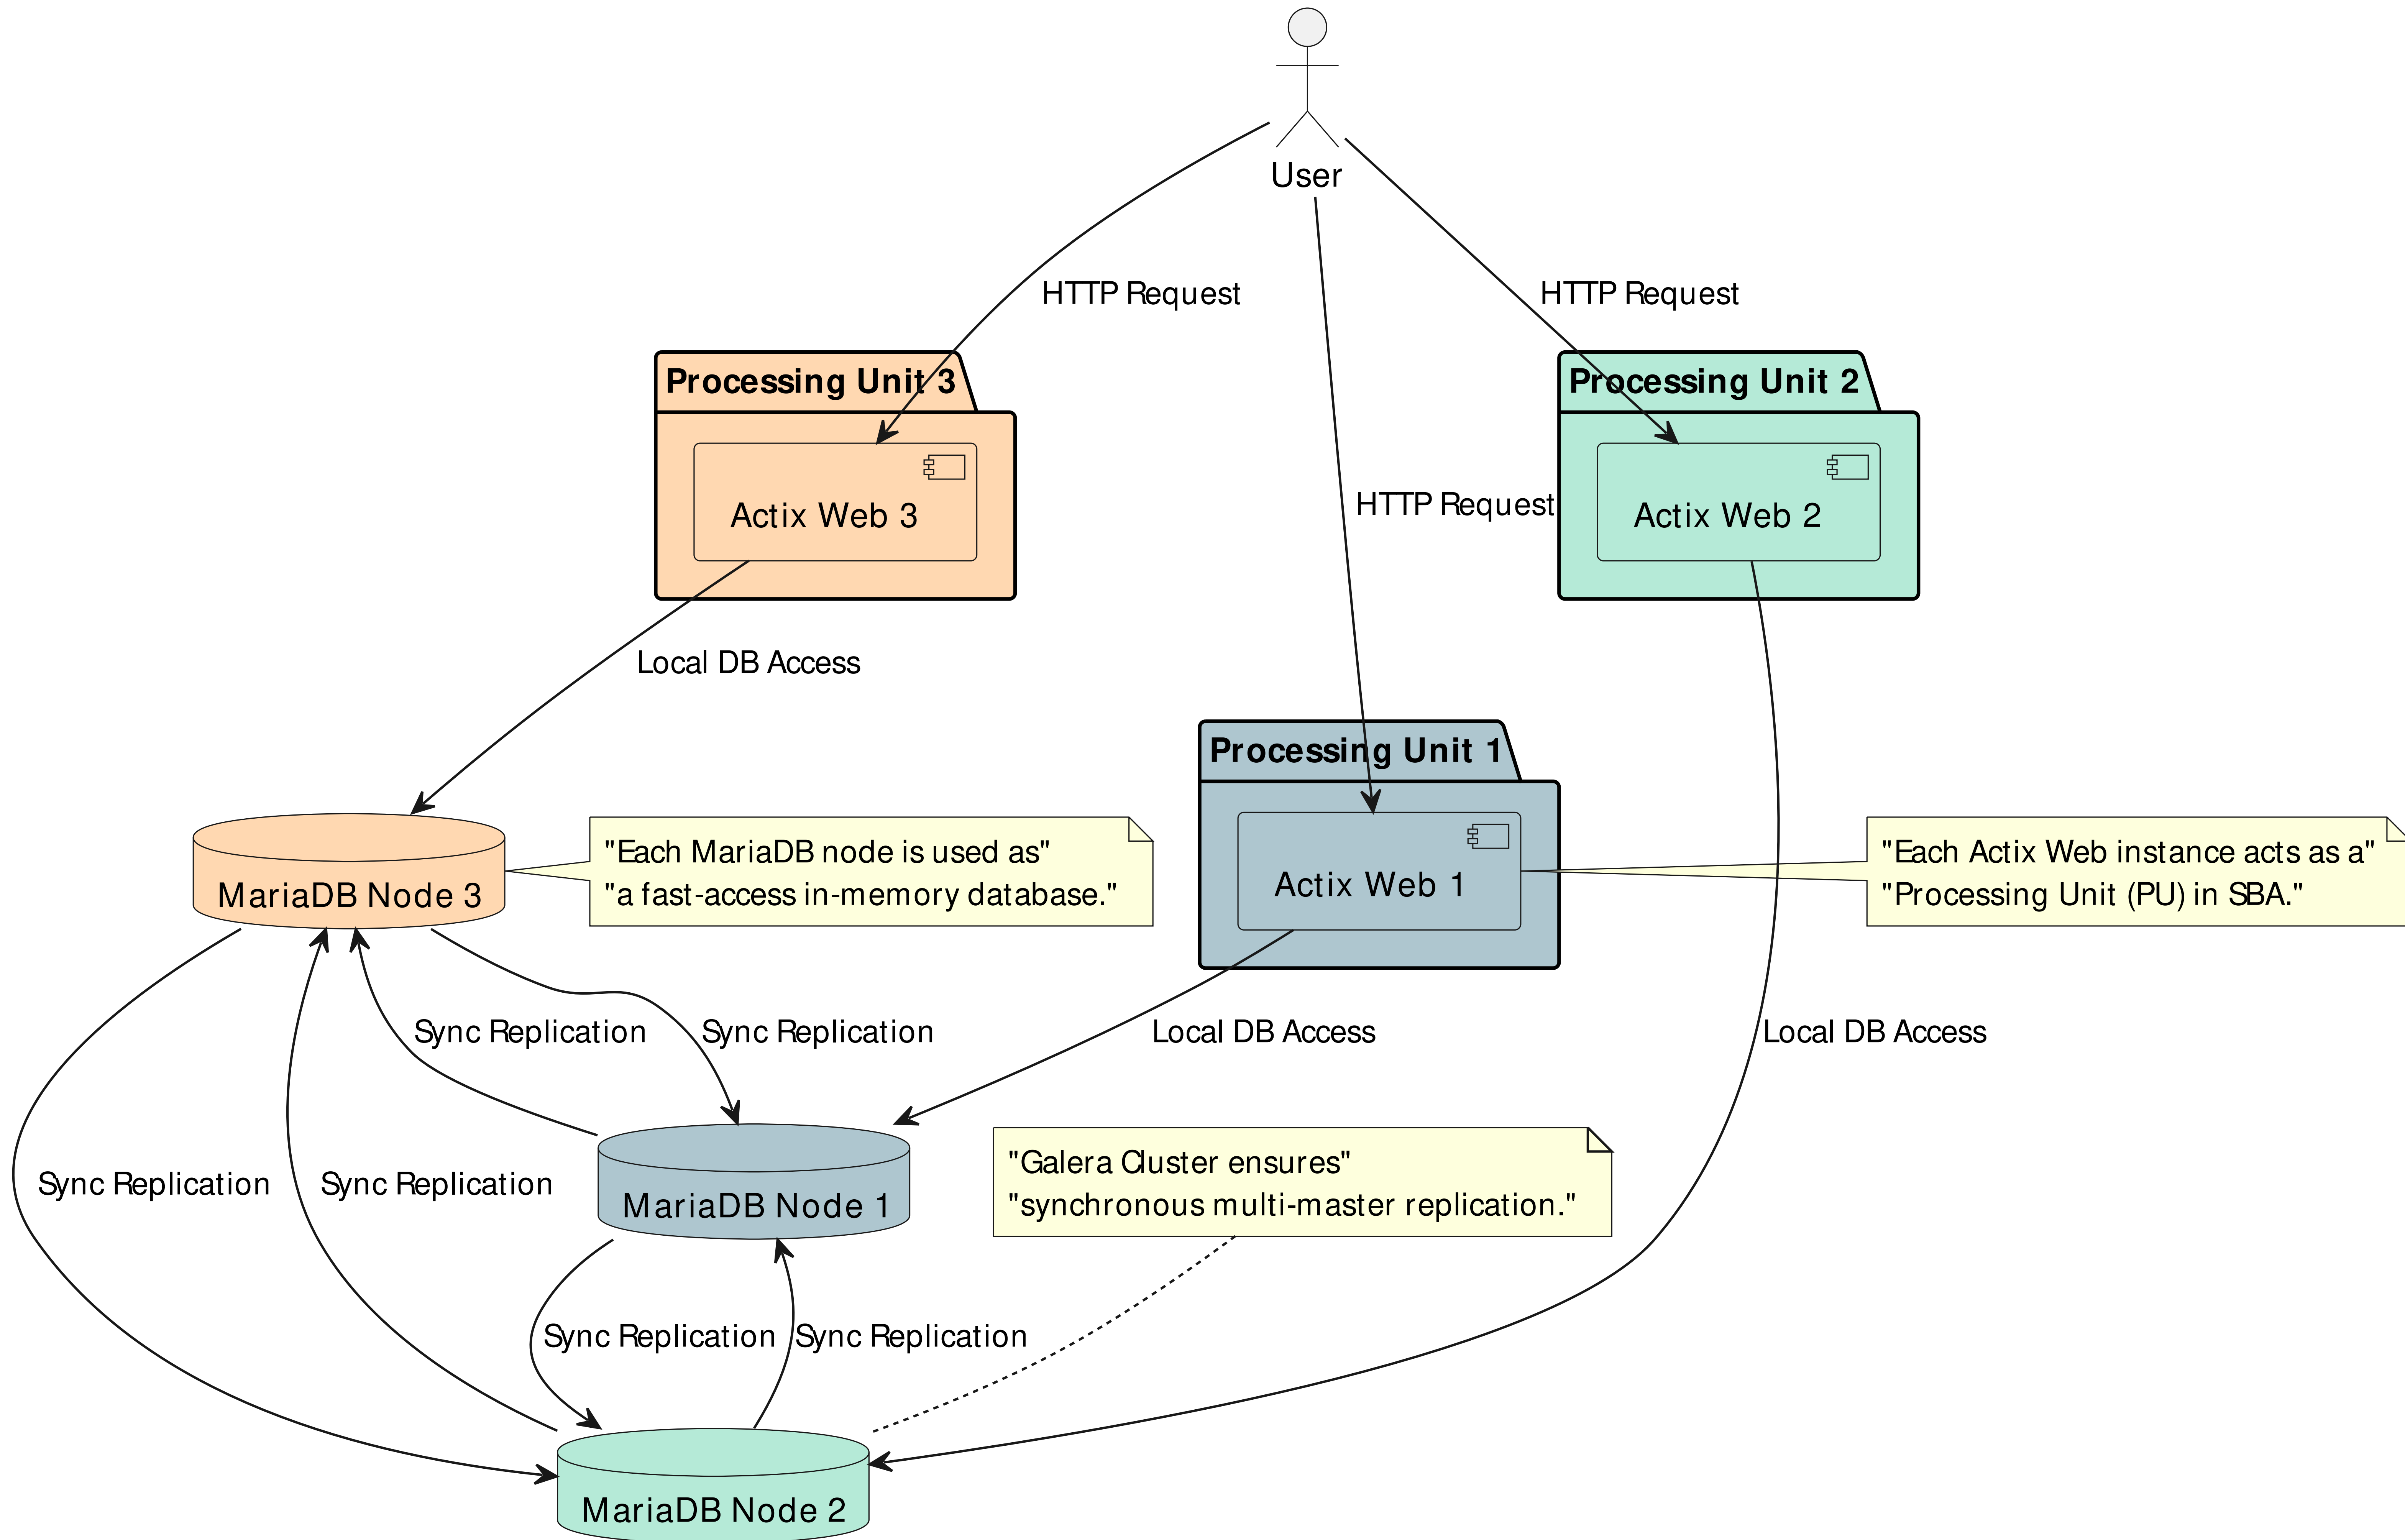 User
HTTP Request
HTTP Request
Processing Unit 3
Processing Unit 2
HTTP Request
Actix Web 3
Actix Web 2
Local DB Access
Processing Unit 1
"Each MariaDB node is used as"
"a fast-access in-memory database."
"Each Actix Web instance acts as a"
"Processing Unit (PU) in SBA."
MariaDB Node 3
Actix Web 1
Sync Replication
Sync Replication
Local DB Access
Local DB Access
"Galera Cluster ensures"
"synchronous multi-master replication."
Sync Replication
Sync Replication
MariaDB Node 1
Sync Replication
Sync Replication
MariaDB Node 2